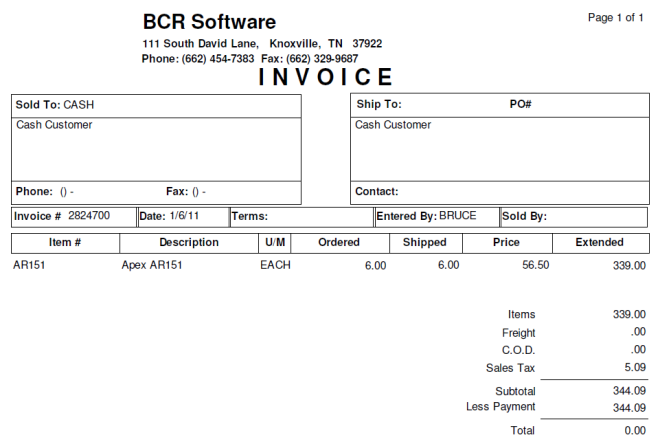 BCR Software
Page 1 of 1
111 South David Lane, Knoxville, TN 37922
Phone: (662) 454-7383 Fax: (662) 329-9687
INVOICE
Sold To: CASH
Ship To: PO#
Cash Customer
Cash Customer
Phone: () - Fax: () -
Contact:
Invoice # 2824700 Date: 1/6/11 Terms: Entered By: BRUCE Sold By:
Item # Description U/M Ordered Shipped Price Extended
AR151 Apex AR151 EACH 6.00 6.00 56.50 339.00
Items 339.00
Freight .00
C.O.D. .00
Sales Tax 5.09
Subtotal 344.09
Less Payment 344.09
Total 0.00